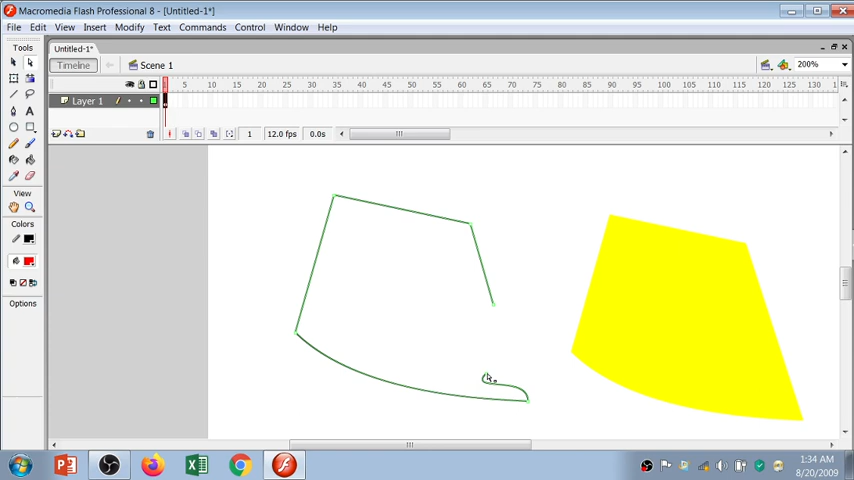 Macromedia Flash Professional 8 - [Untitled-1*]
File Edit View Insert Modify Text Commands Control Window Help
Tools
Untitled-1*
Timeline Scene 1 200%
5 10 15 20 25 30 35 40 45 50 55 60 65 70 75 80 85 90 95 100 105 110 115 120 125 130 1
Layer 1
1 12.0 fps 0.0s
View
Colors
Options
1:34 AM
8/20/2009